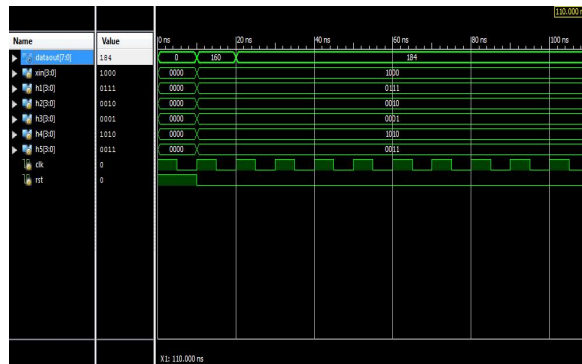 110.000 n
Name Value 0 ns 20 ns 40 ns 60 ns 80 ns 100 ns
dataout[7:0] 184 0 160 184
xin[3:0] 1000 0000 1000
h1[3:0] 0111 0000 0111
h2[3:0] 0010 0000 0010
h3[3:0] 0001 0000 0001
h4[3:0] 1010 0000 1010
h5[3:0] 0011 0000 0011
clk 0
rst 0
X1: 110.000 ns